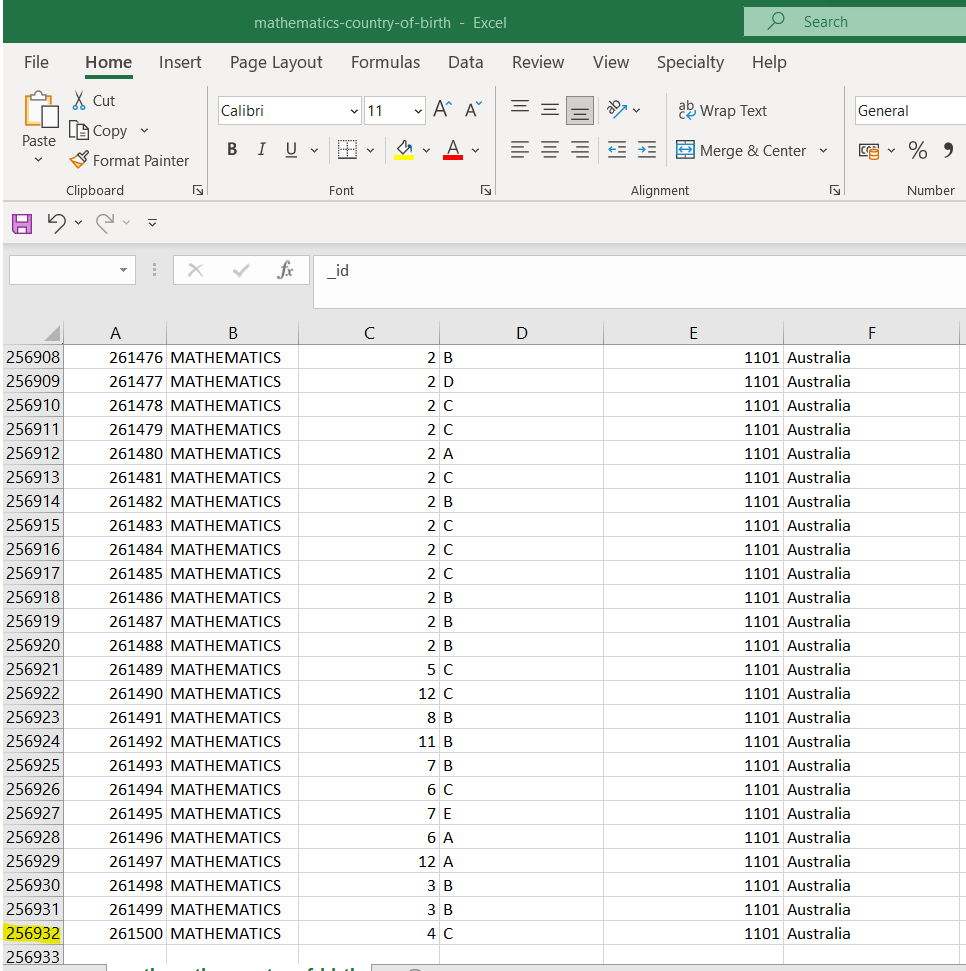 mathematics-country-of-birth - Excel
Search
File Home Insert Page Layout Formulas Data Review View Specialty Help
Paste
Cut
Copy
Format Painter
Clipboard
Calibri 11 A A
B I U A
Font
ab Wrap Text
Merge & Center
Alignment
General
%
Number
fx _id
A B C D E F
256908 261476 MATHEMATICS 2 B 1101 Australia
256909 261477 MATHEMATICS 2 D 1101 Australia
256910 261478 MATHEMATICS 2 C 1101 Australia
256911 261479 MATHEMATICS 2 C 1101 Australia
256912 261480 MATHEMATICS 2 A 1101 Australia
256913 261481 MATHEMATICS 2 C 1101 Australia
256914 261482 MATHEMATICS 2 B 1101 Australia
256915 261483 MATHEMATICS 2 C 1101 Australia
256916 261484 MATHEMATICS 2 C 1101 Australia
256917 261485 MATHEMATICS 2 C 1101 Australia
256918 261486 MATHEMATICS 2 B 1101 Australia
256919 261487 MATHEMATICS 2 B 1101 Australia
256920 261488 MATHEMATICS 2 B 1101 Australia
256921 261489 MATHEMATICS 5 C 1101 Australia
256922 261490 MATHEMATICS 12 C 1101 Australia
256923 261491 MATHEMATICS 8 B 1101 Australia
256924 261492 MATHEMATICS 11 B 1101 Australia
256925 261493 MATHEMATICS 7 B 1101 Australia
256926 261494 MATHEMATICS 6 C 1101 Australia
256927 261495 MATHEMATICS 7 E 1101 Australia
256928 261496 MATHEMATICS 6 A 1101 Australia
256929 261497 MATHEMATICS 12 A 1101 Australia
256930 261498 MATHEMATICS 3 B 1101 Australia
256931 261499 MATHEMATICS 3 B 1101 Australia
256932 261500 MATHEMATICS 4 C 1101 Australia
256933